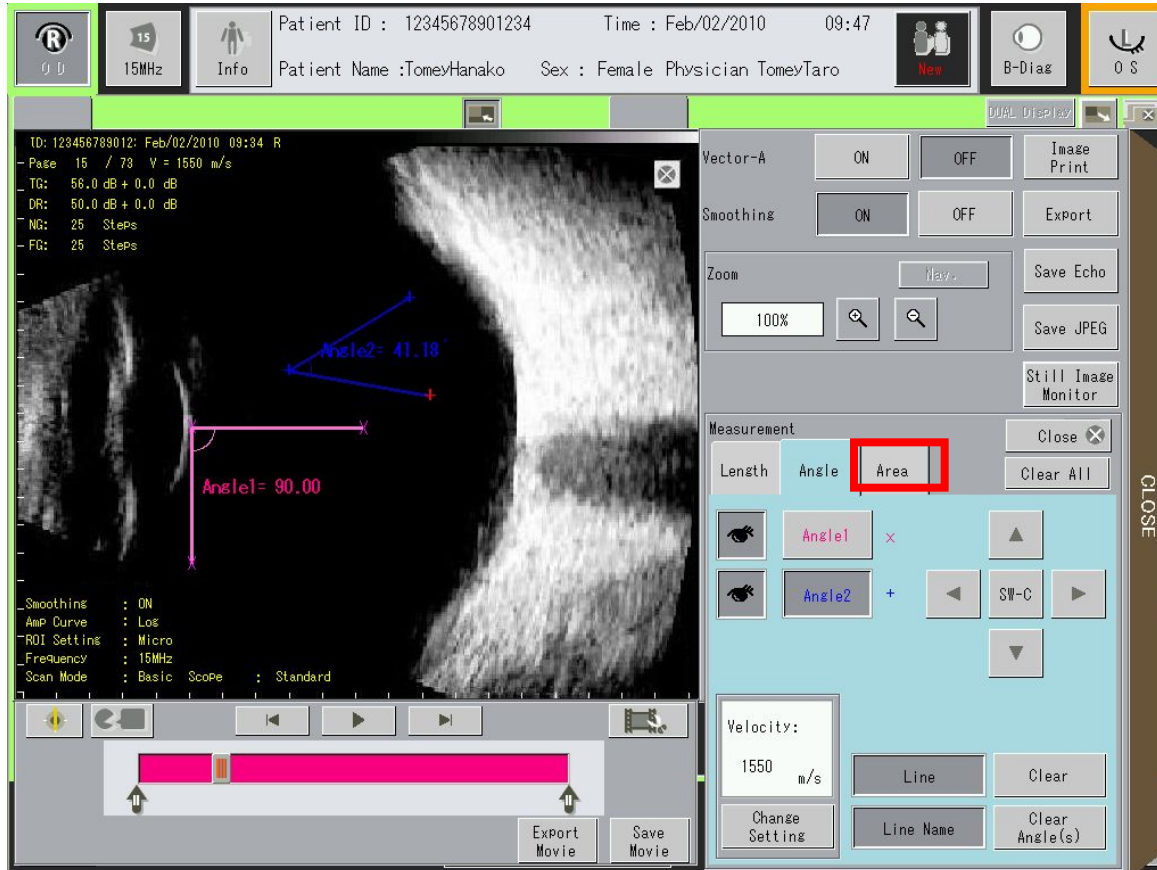 R
O D
15
15MHz
Info
Patient ID : 12345678901234 Time : Feb/02/2010 09:47
Patient Name :TomeyHanako Sex : Female Physician TomeyTaro
New
B-Diag
L
O S
DUAL Display
ID: 123456789012: Feb/02/2010 09:34 R
Page 15 / 73 V = 1550 m/s
TG: 56.0 dB + 0.0 dB
DR: 50.0 dB + 0.0 dB
NG: 25 Steps
FG: 25 Steps
Angle2= 41.18°
Angle1= 90.00
Smoothing : ON
Amp Curve : Log
ROI Setting : Micro
Frequency : 15MHz
Scan Mode : Basic Scope : Standard
Export Movie
Save Movie
Vector-A ON OFF
Image Print
Smoothing ON OFF
Export
Zoom Nav.
Save Echo
100%
Save JPEG
Still Image Monitor
Measurement
Close
Length Angle Area
Clear All
Angle1 ×
Angle2 +
SW-C
Velocity:
1550 m/s
Change Setting
Line
Clear
Line Name
Clear Angle(s)
CLOSE